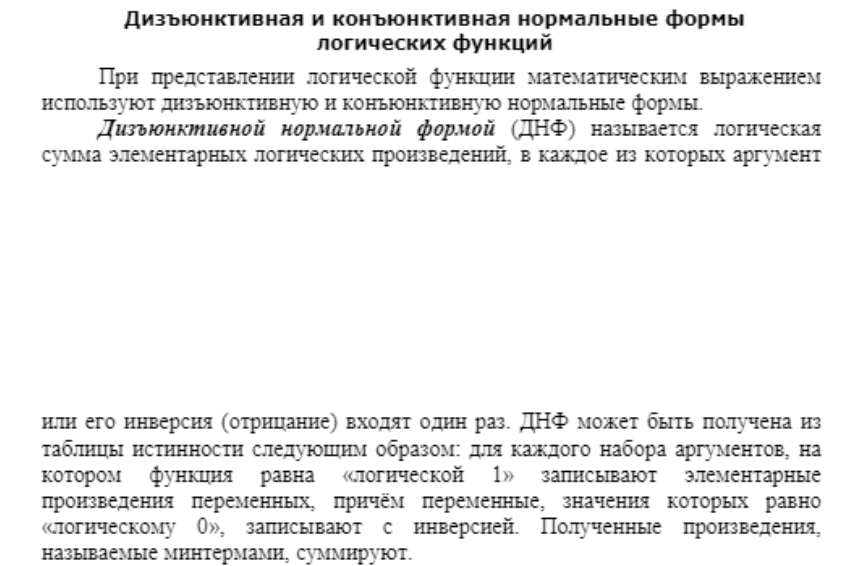 Дизъюнктивная и конъюнктивная нормальные формы
логических функций
При представлении логической функции математическим выражением
используют дизъюнктивную и конъюнктивную нормальные формы.
Дизъюнктивной нормальной формой (ДНФ) называется логическая
сумма элементарных логических произведений, в каждое из которых аргумент
или его инверсия (отрицание) входят один раз. ДНФ может быть получена из
таблицы истинности следующим образом: для каждого набора аргументов, на
котором функция равна «логической 1» записывают элементарные
произведения переменных, причём переменные, значения которых равно
«логическому 0», записывают с инверсией. Полученные произведения,
называемые минтермами, суммируют.